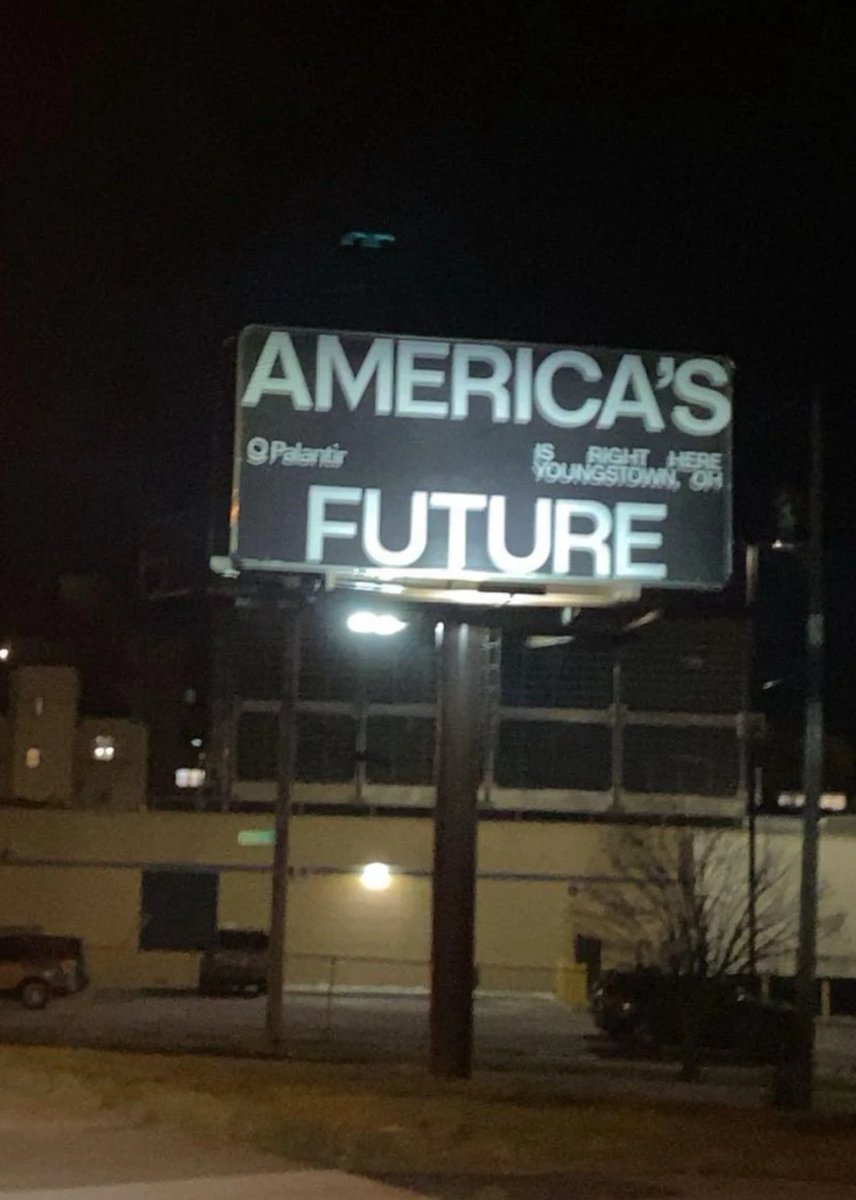 AMERICA'S
Palantir
IS RIGHT HERE
YOUNGSTOWN, OH
FUTURE